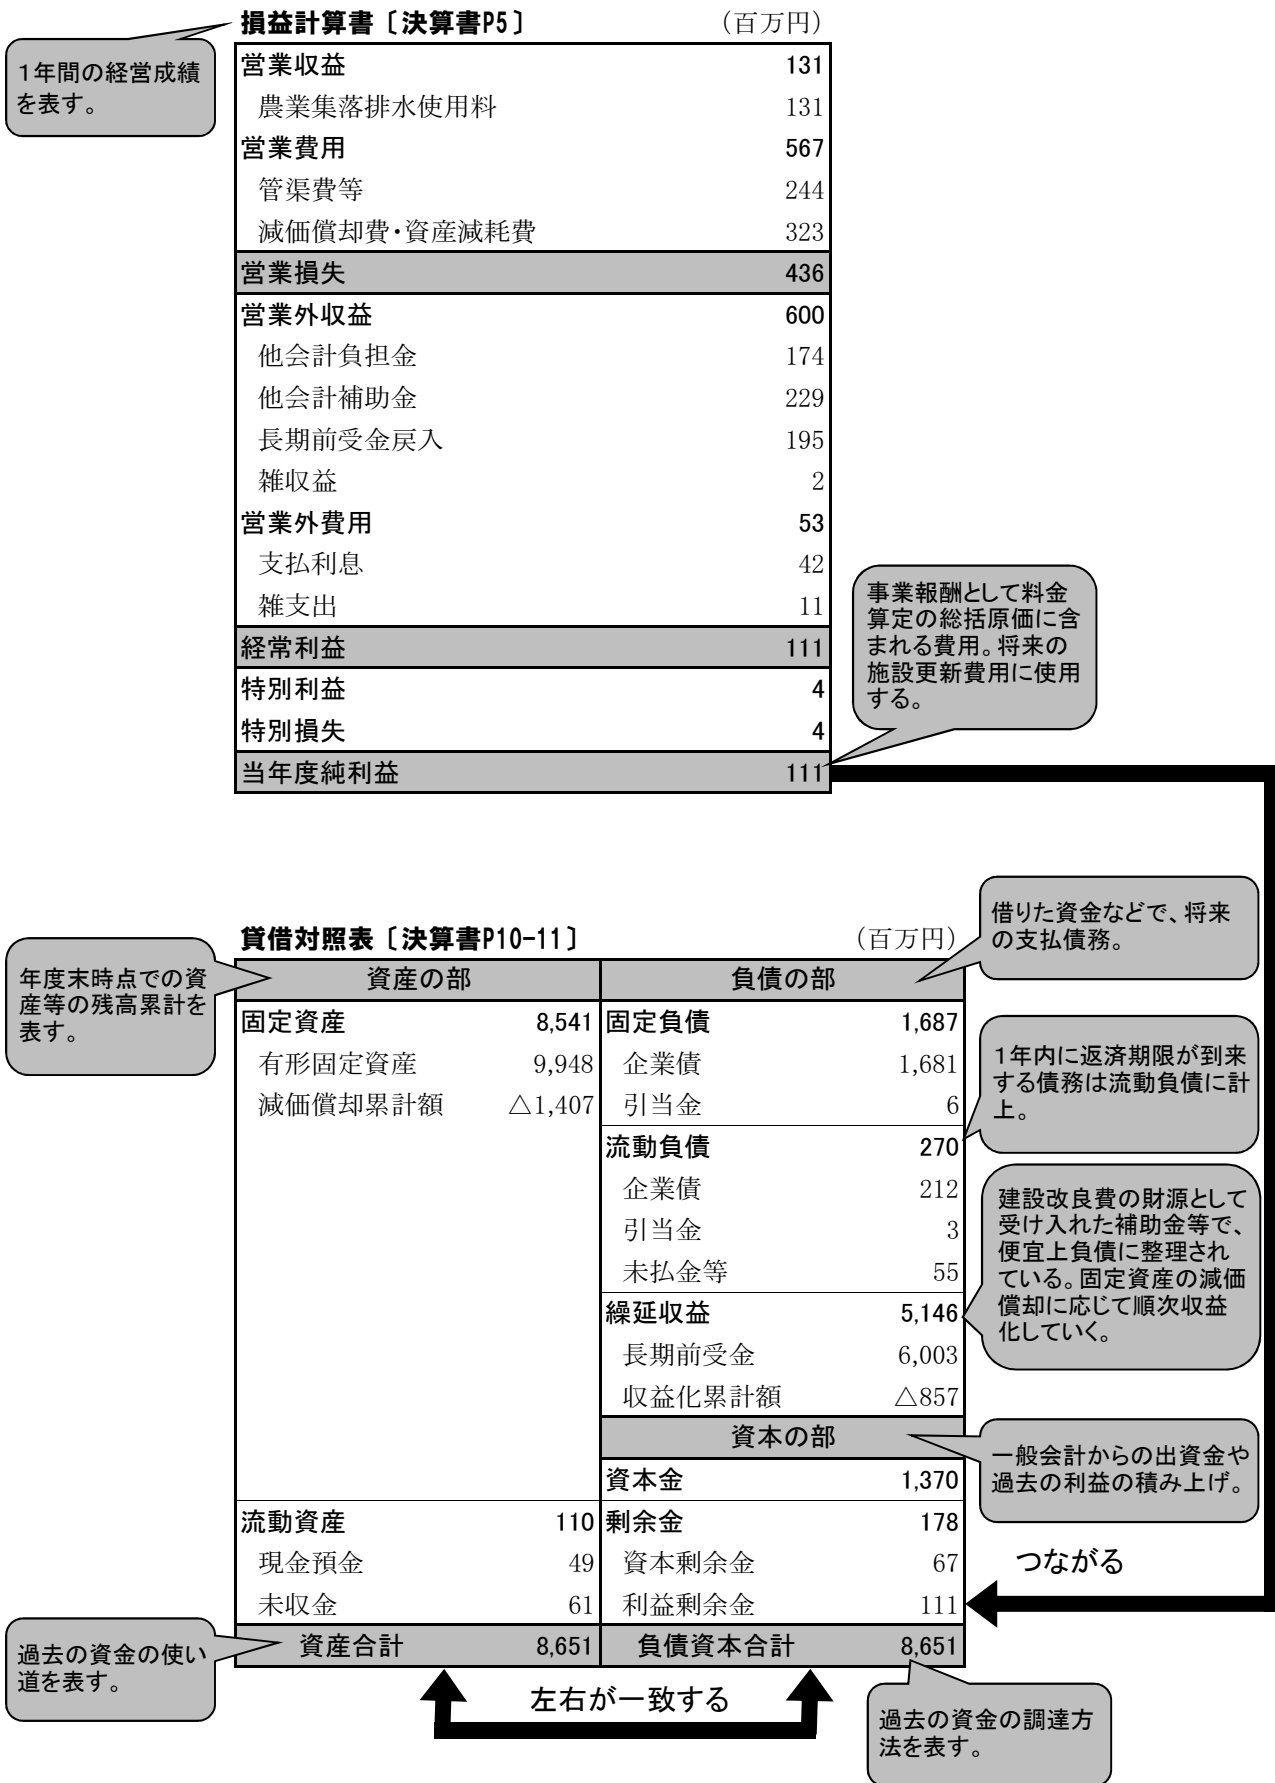 損益計算書〔決算書P5〕 （百万円）
１年間の経営成績
を表す。
営業収益 131
農業集落排水使用料 131
営業費用 567
管渠費等 244
減価償却費・資産減耗費 323
営業損失 436
営業外収益 600
他会計負担金 174
他会計補助金 229
長期前受金戻入 195
雑収益 2
営業外費用 53
支払利息 42
雑支出 11
経常利益 111
特別利益 4
特別損失 4
当年度純利益 111
事業報酬として料金
算定の総括原価に含
まれる費用。将来の
施設更新費用に使用
する。
貸借対照表〔決算書P10-11〕 （百万円）
借りた資金などで、将来
の支払債務。
年度末時点での資
産等の残高累計を
表す。
資産の部 負債の部
固定資産 8,541 固定負債 1,687
有形固定資産 9,948 企業債 1,681
減価償却累計額 △1,407 引当金 6
１年内に返済期限が到来
する債務は流動負債に計
上。
流動負債 270
企業債 212
引当金 3
未払金等 55
建設改良費の財源として
受け入れた補助金等で、
便宜上負債に整理され
ている。固定資産の減価
償却に応じて順次収益
化していく。
繰延収益 5,146
長期前受金 6,003
収益化累計額 △857
資本の部
一般会計からの出資金や
過去の利益の積み上げ。
資本金 1,370
流動資産 110 剰余金 178
現金預金 49 資本剰余金 67
つながる
未収金 61 利益剰余金 111
資産合計 8,651 負債資本合計 8,651
過去の資金の使い
道を表す。
左右が一致する
過去の資金の調達方
法を表す。